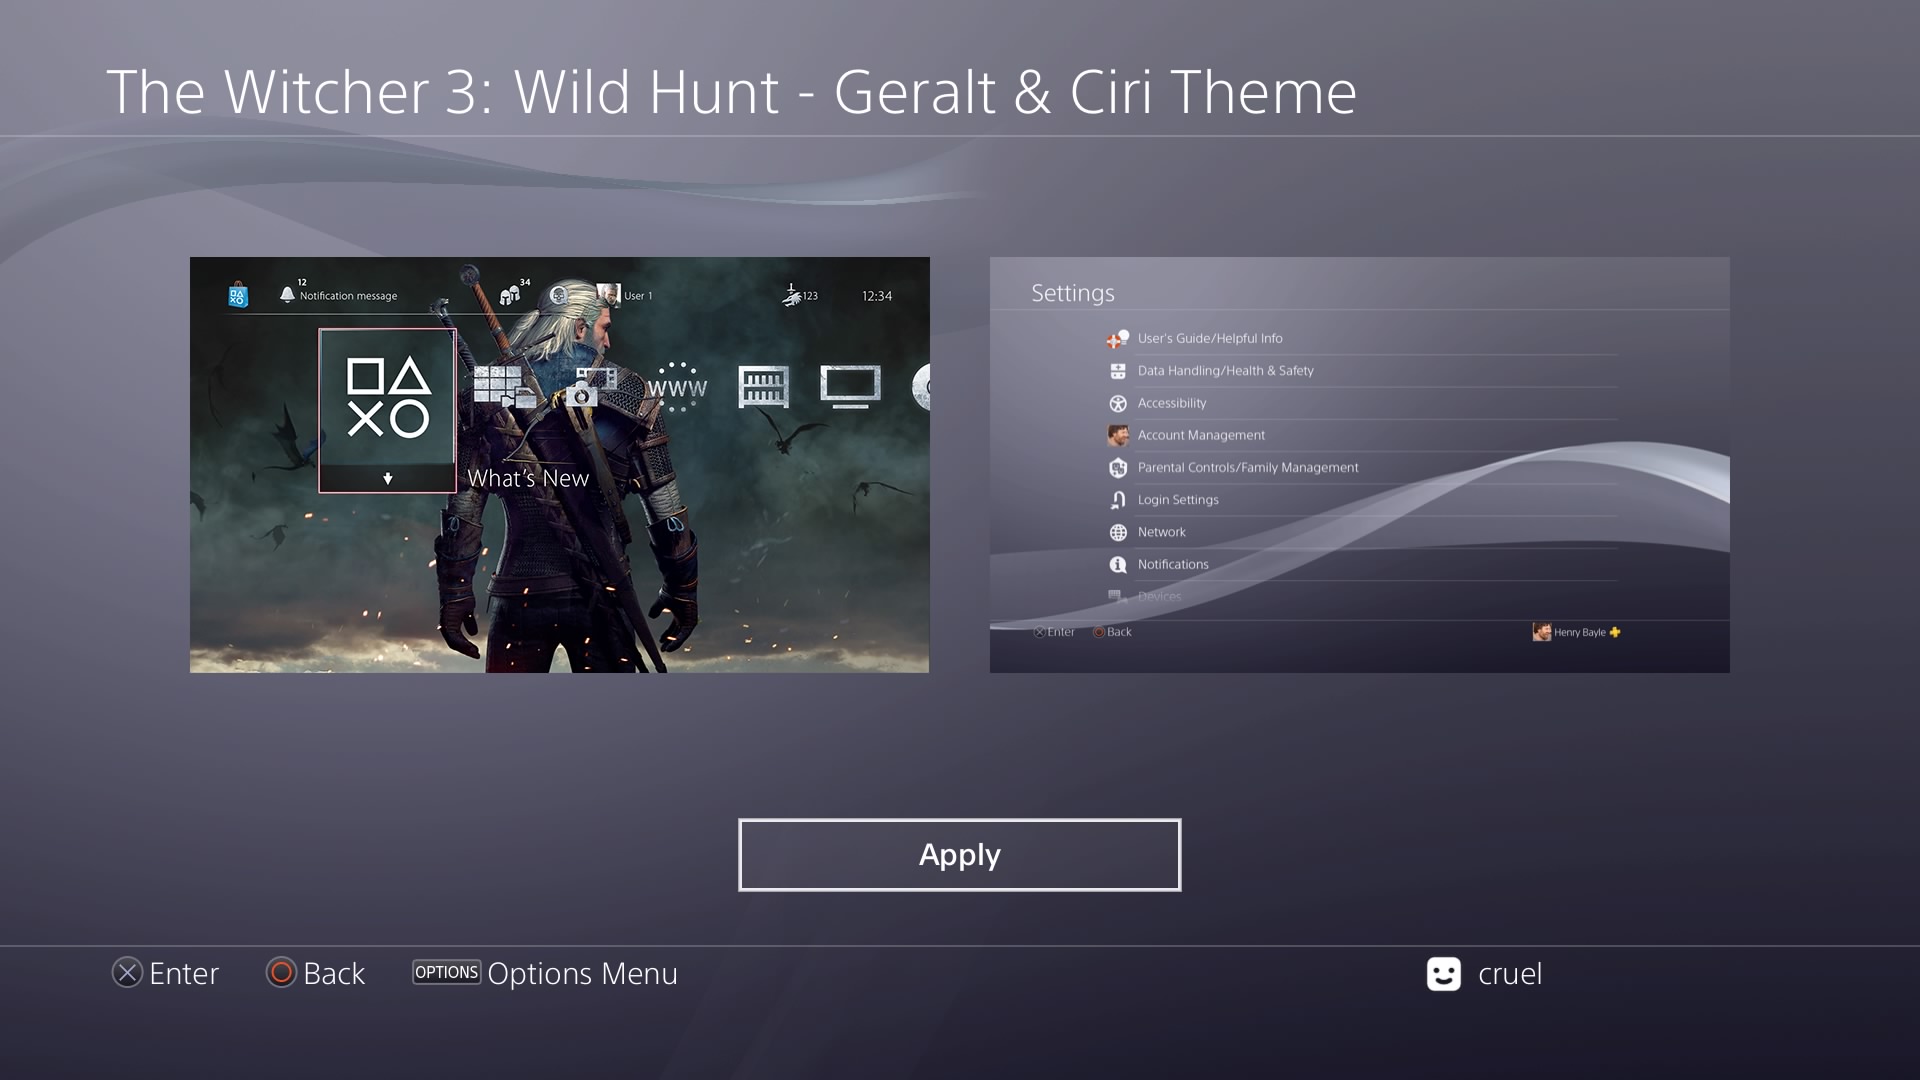 The Witcher 3: Wild Hunt - Geralt & Ciri Theme
12
Notification message
34
User 1
123
12:34
www
What's New
Settings
User's Guide/Helpful Info
Data Handling/Health & Safety
Accessibility
Account Management
Parental Controls/Family Management
Login Settings
Network
Notifications
Devices
Enter
Back
Henry Bayle
Apply
Enter
Back
OPTIONS Options Menu
cruel